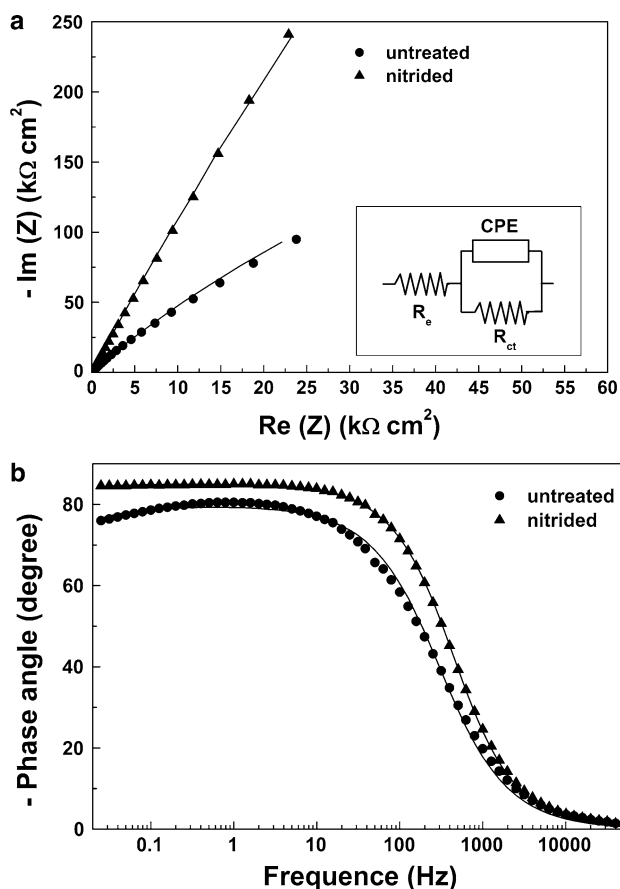 a
250
200
150
100
50
0
- Im (Z) (kΩ cm²)
untreated
nitrided
CPE
Rₑ
R_ct
0 5 10 15 20 25 30 35 40 45 50 55 60
Re (Z) (kΩ cm²)
b
80
60
40
20
0
- Phase angle (degree)
untreated
nitrided
0.1 1 10 100 1000 10000
Frequence (Hz)